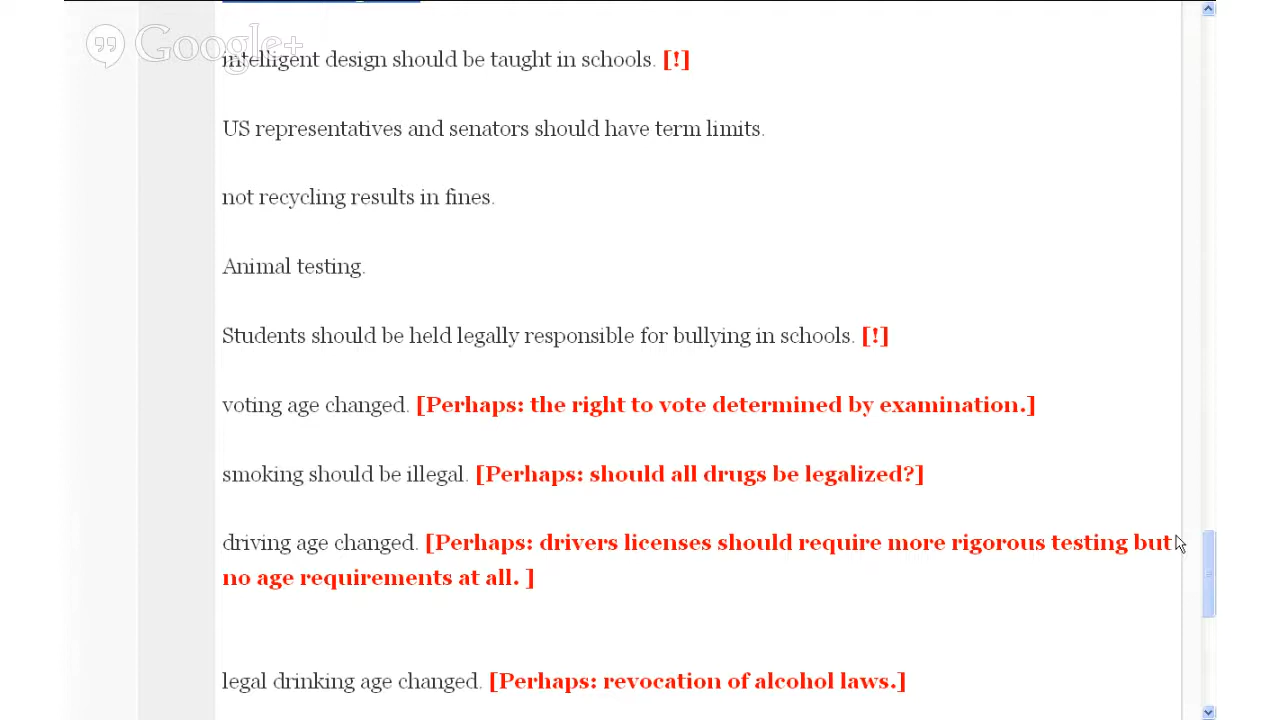 Google+
intelligent design should be taught in schools. [!]
US representatives and senators should have term limits.
not recycling results in fines.
Animal testing.
Students should be held legally responsible for bullying in schools. [!]
voting age changed. [Perhaps: the right to vote determined by examination.]
smoking should be illegal. [Perhaps: should all drugs be legalized?]
driving age changed. [Perhaps: drivers licenses should require more rigorous testing but
no age requirements at all. ]
legal drinking age changed. [Perhaps: revocation of alcohol laws.]